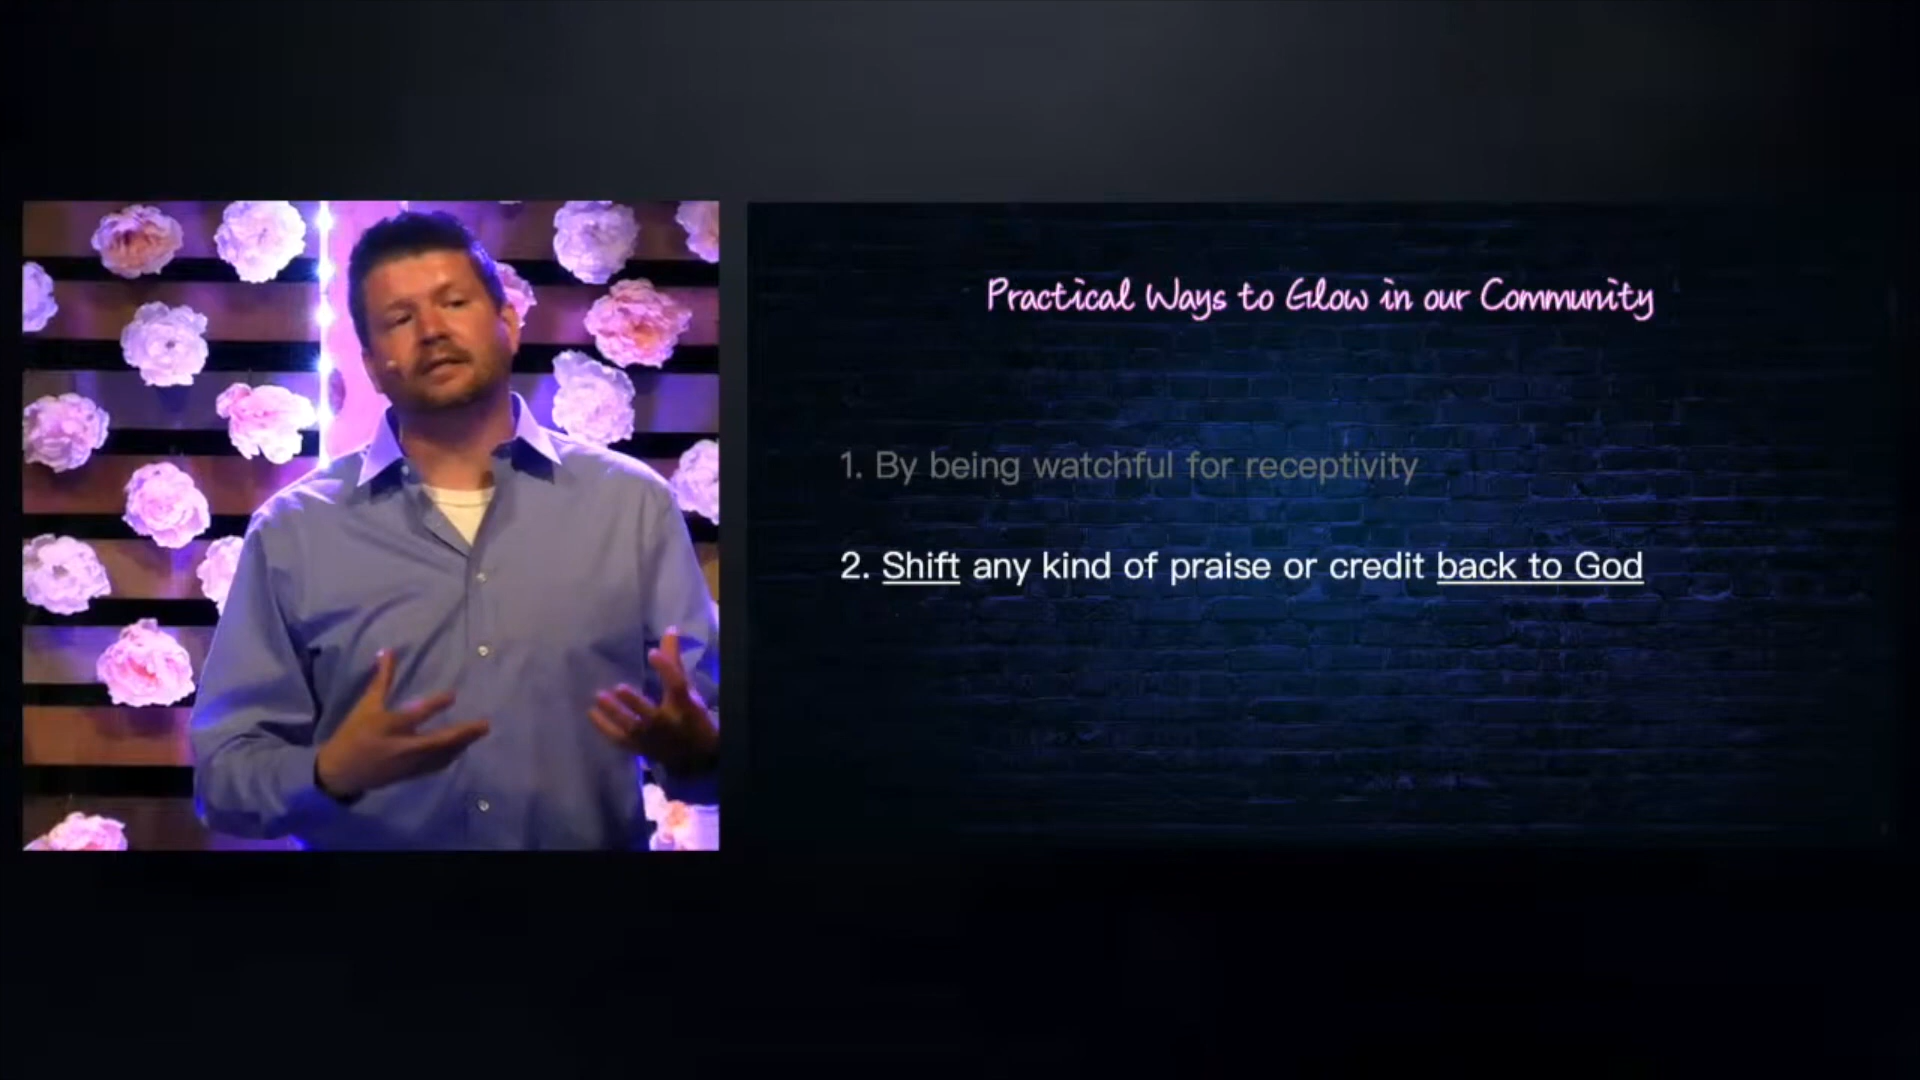 Practical Ways to Glow in our Community
1. By being watchful for receptivity
2. Shift any kind of praise or credit back to God